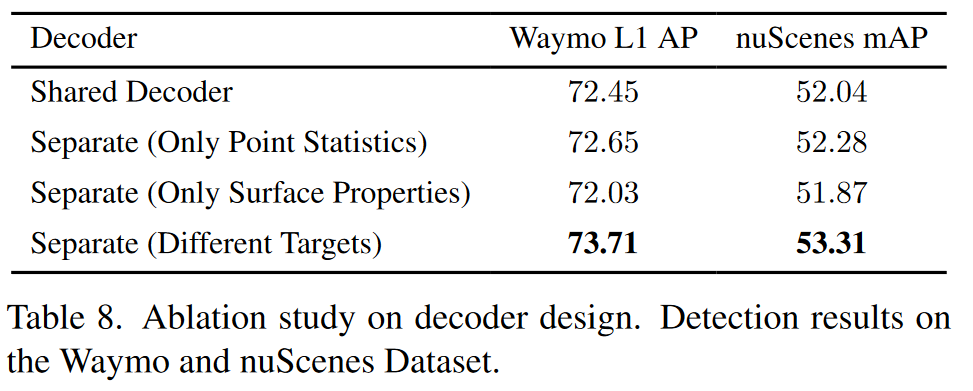 Decoder Waymo L1 AP nuScenes mAP
Shared Decoder 72.45 52.04
Separate (Only Point Statistics) 72.65 52.28
Separate (Only Surface Properties) 72.03 51.87
Separate (Different Targets) 73.71 53.31
Table 8. Ablation study on decoder design. Detection results on
the Waymo and nuScenes Dataset.